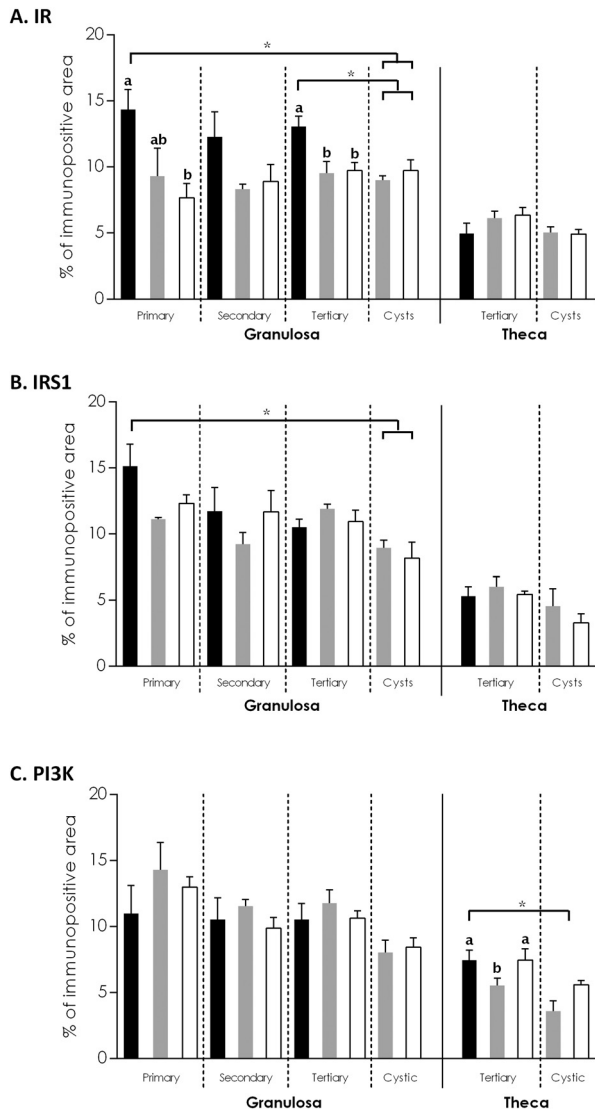 A. IR
% of immunopositive area
20
15
10
5
0
*
*
a
ab
b
a
b
b
Primary
Secondary
Tertiary
Cysts
Tertiary
Cysts
Granulosa
Theca
B. IRS1
% of immunopositive area
20
15
10
5
0
*
Primary
Secondary
Tertiary
Cysts
Tertiary
Cysts
Granulosa
Theca
C. PI3K
% of immunopositive area
20
15
10
5
0
*
a
b
a
Primary
Secondary
Tertiary
Cystic
Tertiary
Cystic
Granulosa
Theca